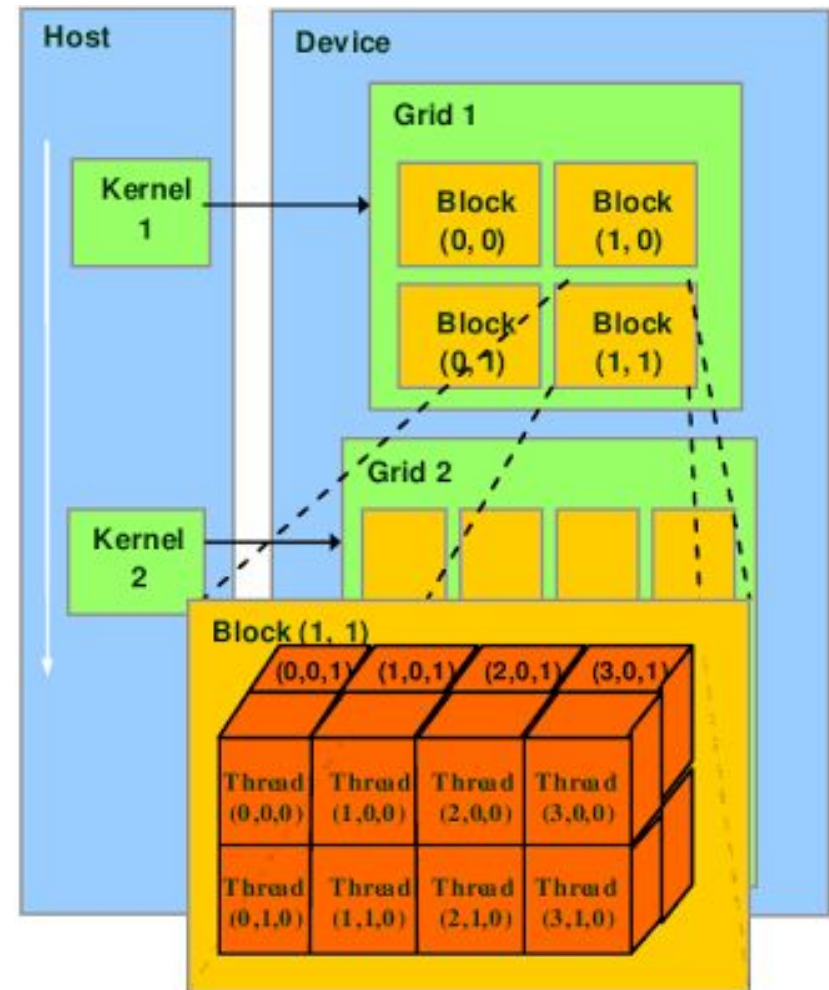 Host
Device
Grid 1
Kernel
1
Block
(0, 0)
Block
(1, 0)
Block
(0, 1)
Block
(1, 1)
Grid 2
Kernel
2
Block (1, 1)
(0,0,1) (1,0,1) (2,0,1) (3,0,1)
Thread
(0,0,0)
Thread
(1,0,0)
Thread
(2,0,0)
Thread
(3,0,0)
Thread
(0,1,0)
Thread
(1,1,0)
Thread
(2,1,0)
Thread
(3,1,0)